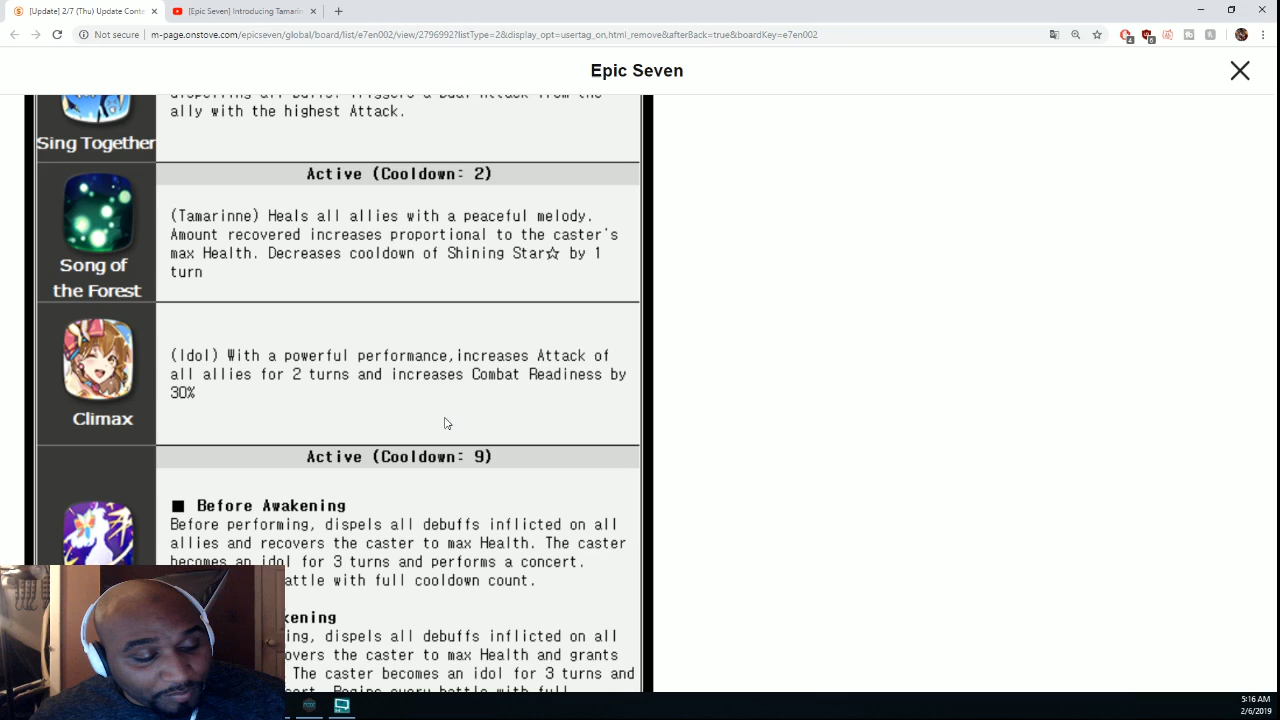 [Update] 2/7 (Thu) Update Conte
[Epic Seven] Introducing Tamarin
Not secure
m-page.onstove.com/epicseven/global/board/list/e7en002/view/2796992?listType=2&display_opt=usertag_on,html_remove&afterBack=true&boardKey=e7en002
Epic Seven
ally with the highest Attack.
Sing Together
Active (Cooldown: 2)
(Tamarinne) Heals all allies with a peaceful melody.
Amount recovered increases proportional to the caster's
max Health. Decreases cooldown of Shining Star☆ by 1
turn
Song of
the Forest
(Idol) With a powerful performance,increases Attack of
all allies for 2 turns and increases Combat Readiness by
30%
Climax
Active (Cooldown: 9)
■ Before Awakening
Before performing, dispels all debuffs inflicted on all
allies and recovers the caster to max Health. The caster
becomes an idol for 3 turns and performs a concert.
attle with full cooldown count.
kening
ing, dispels all debuffs inflicted on all
overs the caster to max Health and grants
The caster becomes an idol for 3 turns and
5:16 AM
2/6/2019